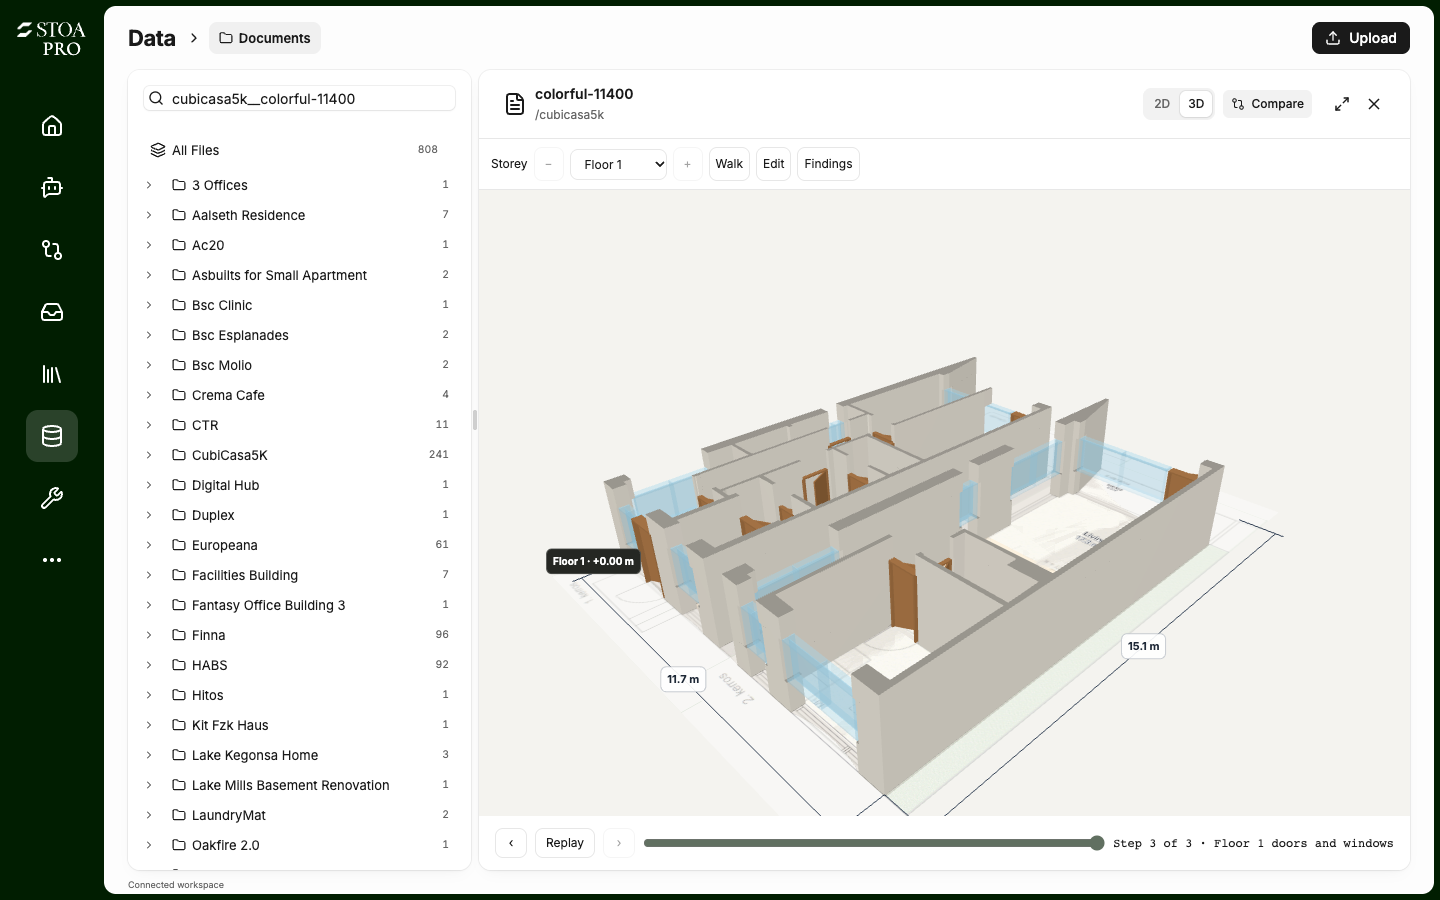 STOA
PRO
Data
Documents
Upload
cubicasa5k__colorful-11400
All Files 808
3 Offices 1
Aalseth Residence 7
Ac20 1
Asbuilts for Small Apartment 2
Bsc Clinic 1
Bsc Esplanades 2
Bsc Molio 2
Crema Cafe 4
CTR 11
CubiCasa5K 241
Digital Hub 1
Duplex 1
Europeana 61
Facilities Building 7
Fantasy Office Building 3 1
Finna 96
HABS 92
Hitos 1
Kit Fzk Haus 1
Lake Kegonsa Home 3
Lake Mills Basement Renovation 1
LaundryMat 2
Oakfire 2.0 1
Connected workspace
colorful-11400
/cubicasa5k
2D 3D Compare
Storey − Floor 1 + Walk Edit Findings
Floor 1 · +0.00 m
11.7 m
15.1 m
2. kerros
Replay
Step 3 of 3 · Floor 1 doors and windows